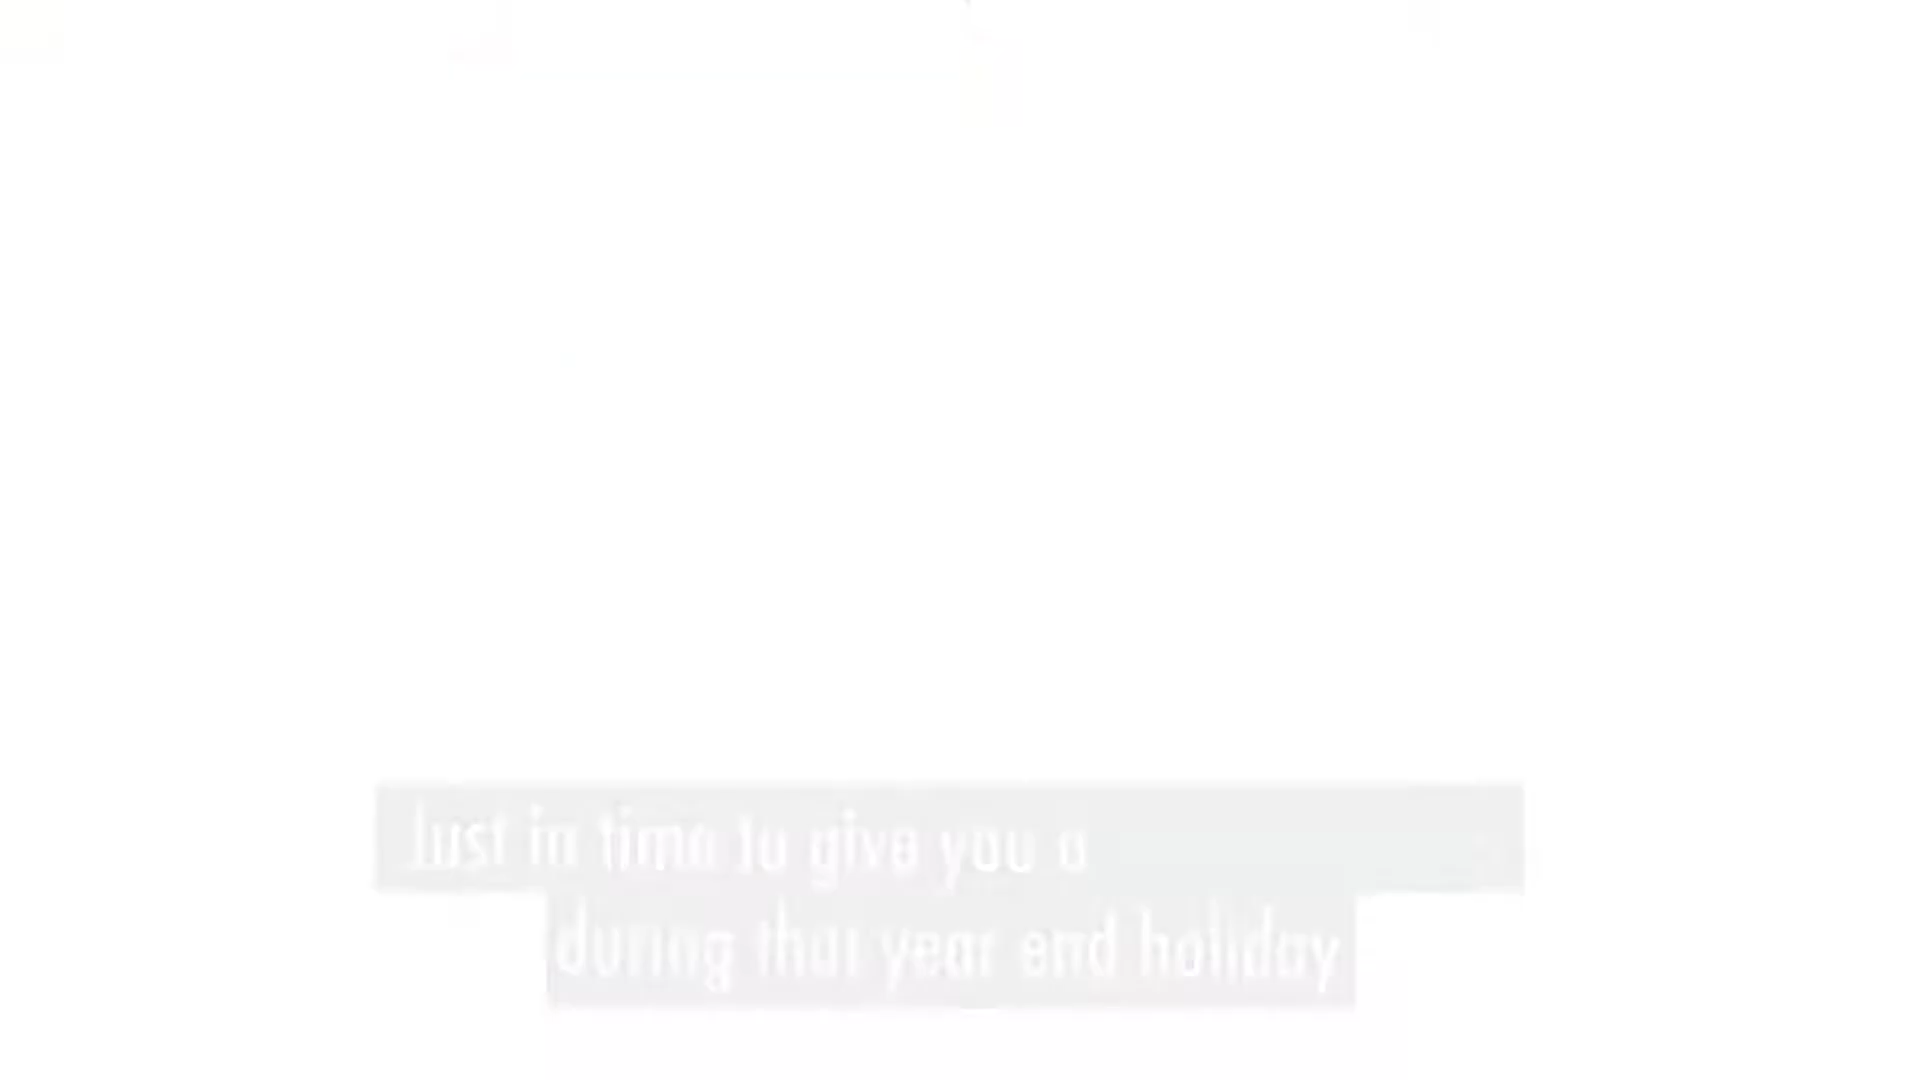 Just in time to give you a
during that year end holiday